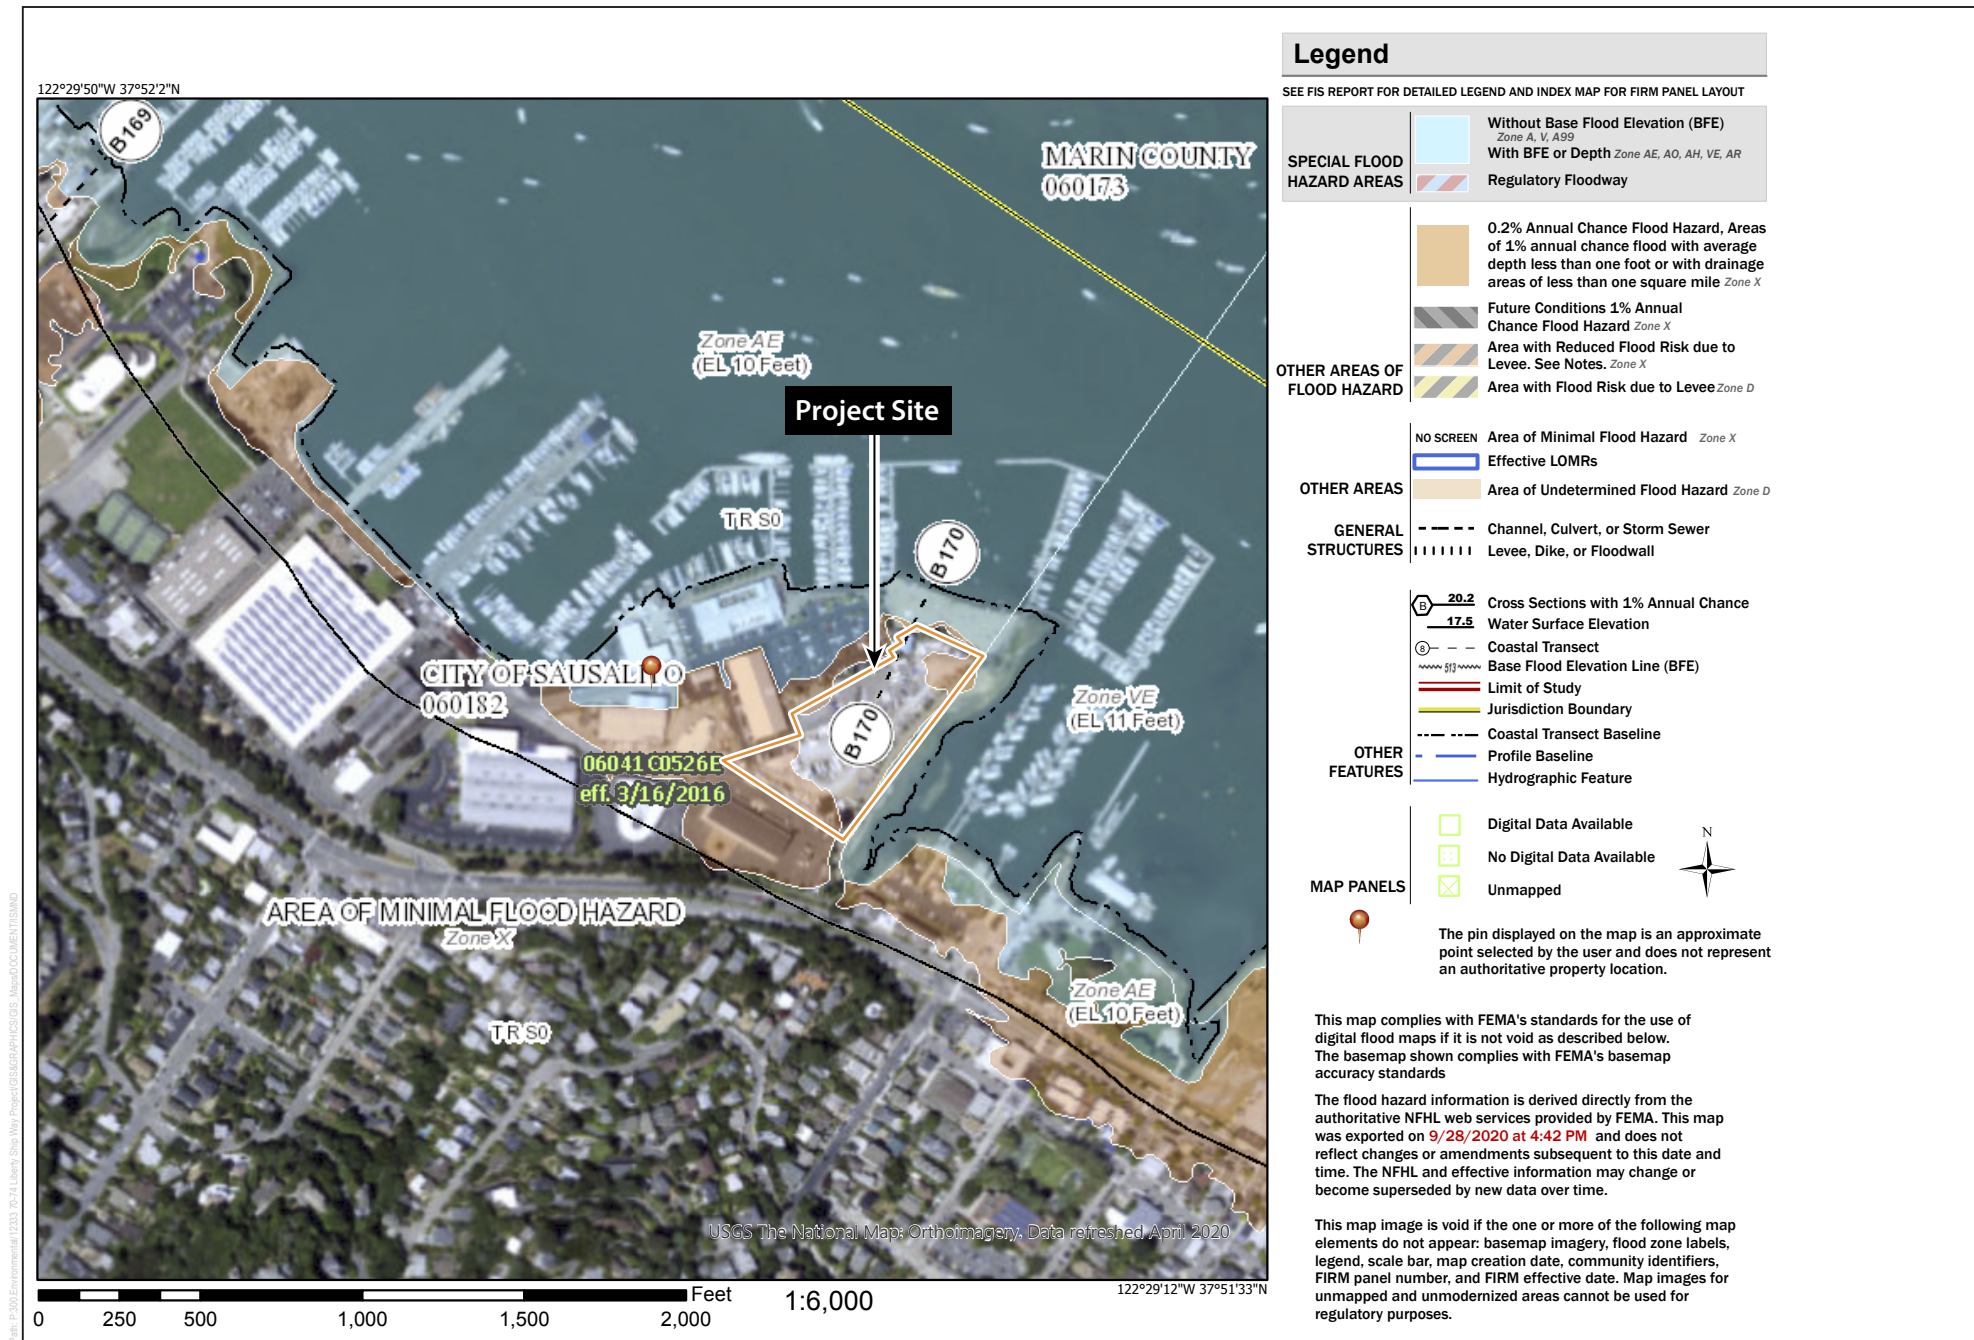 122°29'50"W 37°52'2"N
B169
MARIN COUNTY
060173
Zone AE
(EL 10 Feet)
Project Site
TR S0
B170
CITY OF SAUSALITO
060182
Zone VE
(EL 11 Feet)
B170
06041C0526E
eff. 3/16/2016
AREA OF MINIMAL FLOOD HAZARD
Zone X
Zone AE
(EL 10 Feet)
TR S0
USGS The National Map: Orthoimagery. Data refreshed April 2020
122°29'12"W 37°51'33"N
Feet
1:6,000
0 250 500 1,000 1,500 2,000
Legend
SEE FIS REPORT FOR DETAILED LEGEND AND INDEX MAP FOR FIRM PANEL LAYOUT
SPECIAL FLOOD
HAZARD AREAS
Without Base Flood Elevation (BFE)
Zone A, V, A99
With BFE or Depth Zone AE, AO, AH, VE, AR
Regulatory Floodway
OTHER AREAS OF
FLOOD HAZARD
0.2% Annual Chance Flood Hazard, Areas
of 1% annual chance flood with average
depth less than one foot or with drainage
areas of less than one square mile Zone X
Future Conditions 1% Annual
Chance Flood Hazard Zone X
Area with Reduced Flood Risk due to
Levee. See Notes. Zone X
Area with Flood Risk due to Levee Zone D
OTHER AREAS
NO SCREEN Area of Minimal Flood Hazard Zone X
Effective LOMRs
Area of Undetermined Flood Hazard Zone D
GENERAL
STRUCTURES
Channel, Culvert, or Storm Sewer
Levee, Dike, or Floodwall
OTHER
FEATURES
B 20.2 Cross Sections with 1% Annual Chance
17.5 Water Surface Elevation
8 Coastal Transect
513 Base Flood Elevation Line (BFE)
Limit of Study
Jurisdiction Boundary
Coastal Transect Baseline
Profile Baseline
Hydrographic Feature
MAP PANELS
Digital Data Available
No Digital Data Available
Unmapped
N
The pin displayed on the map is an approximate
point selected by the user and does not represent
an authoritative property location.
This map complies with FEMA's standards for the use of
digital flood maps if it is not void as described below.
The basemap shown complies with FEMA's basemap
accuracy standards
The flood hazard information is derived directly from the
authoritative NFHL web services provided by FEMA. This map
was exported on 9/28/2020 at 4:42 PM and does not
reflect changes or amendments subsequent to this date and
time. The NFHL and effective information may change or
become superseded by new data over time.
This map image is void if the one or more of the following map
elements do not appear: basemap imagery, flood zone labels,
legend, scale bar, map creation date, community identifiers,
FIRM panel number, and FIRM effective date. Map images for
unmapped and unmodernized areas cannot be used for
regulatory purposes.
Path: P:\300 Environmental\12333 70-74 Liberty Ship Way Project\GIS&GRAPHICS\GIS_Maps\DOCUMENT\ISMND